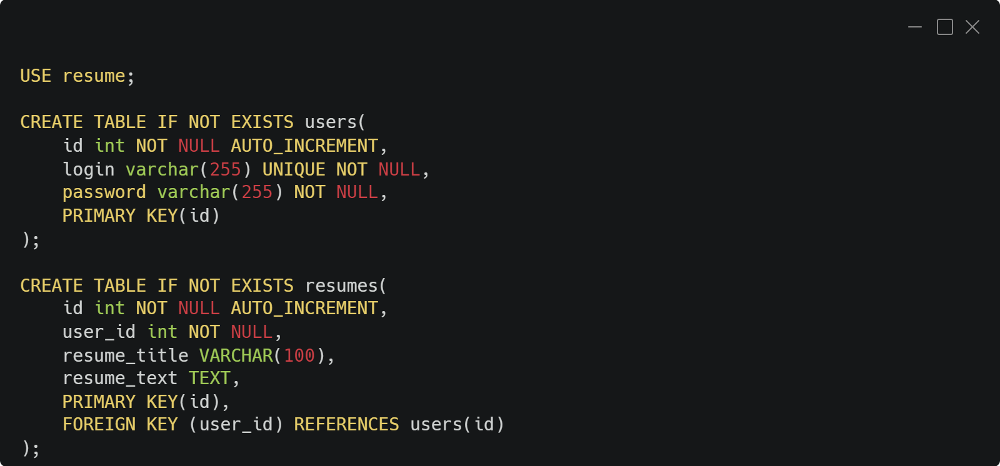 USE resume;
CREATE TABLE IF NOT EXISTS users(
    id int NOT NULL AUTO_INCREMENT,
    login varchar(255) UNIQUE NOT NULL,
    password varchar(255) NOT NULL,
    PRIMARY KEY(id)
);
CREATE TABLE IF NOT EXISTS resumes(
    id int NOT NULL AUTO_INCREMENT,
    user_id int NOT NULL,
    resume_title VARCHAR(100),
    resume_text TEXT,
    PRIMARY KEY(id),
    FOREIGN KEY (user_id) REFERENCES users(id)
);